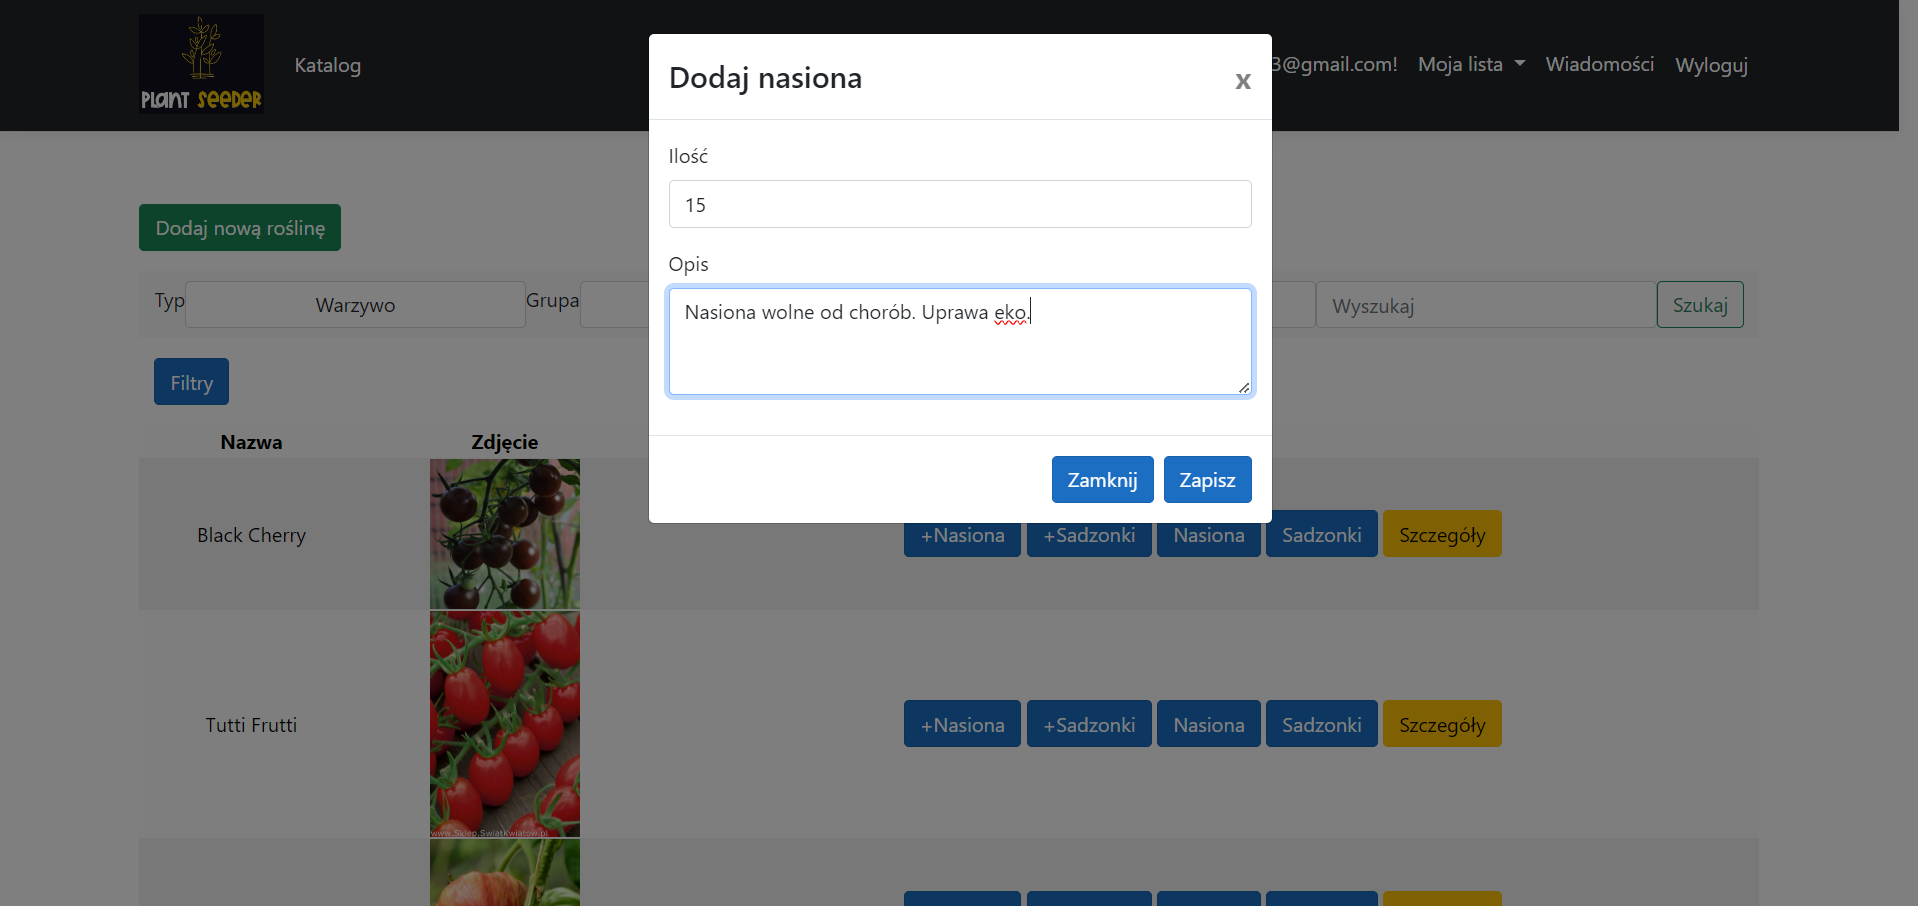 PLANT SEEDER
Katalog
3@gmail.com!
Moja lista
Wiadomości
Wyloguj
Dodaj nasiona
x
Ilość
15
Opis
Nasiona wolne od chorób. Uprawa eko.
Zamknij
Zapisz
Dodaj nową roślinę
Typ
Warzywo
Grupa
Wyszukaj
Szukaj
Filtry
Nazwa
Zdjęcie
Black Cherry
+Nasiona
+Sadzonki
Nasiona
Sadzonki
Szczegóły
Tutti Frutti
www.Sklep.SwiatKwiatow.pl
+Nasiona
+Sadzonki
Nasiona
Sadzonki
Szczegóły